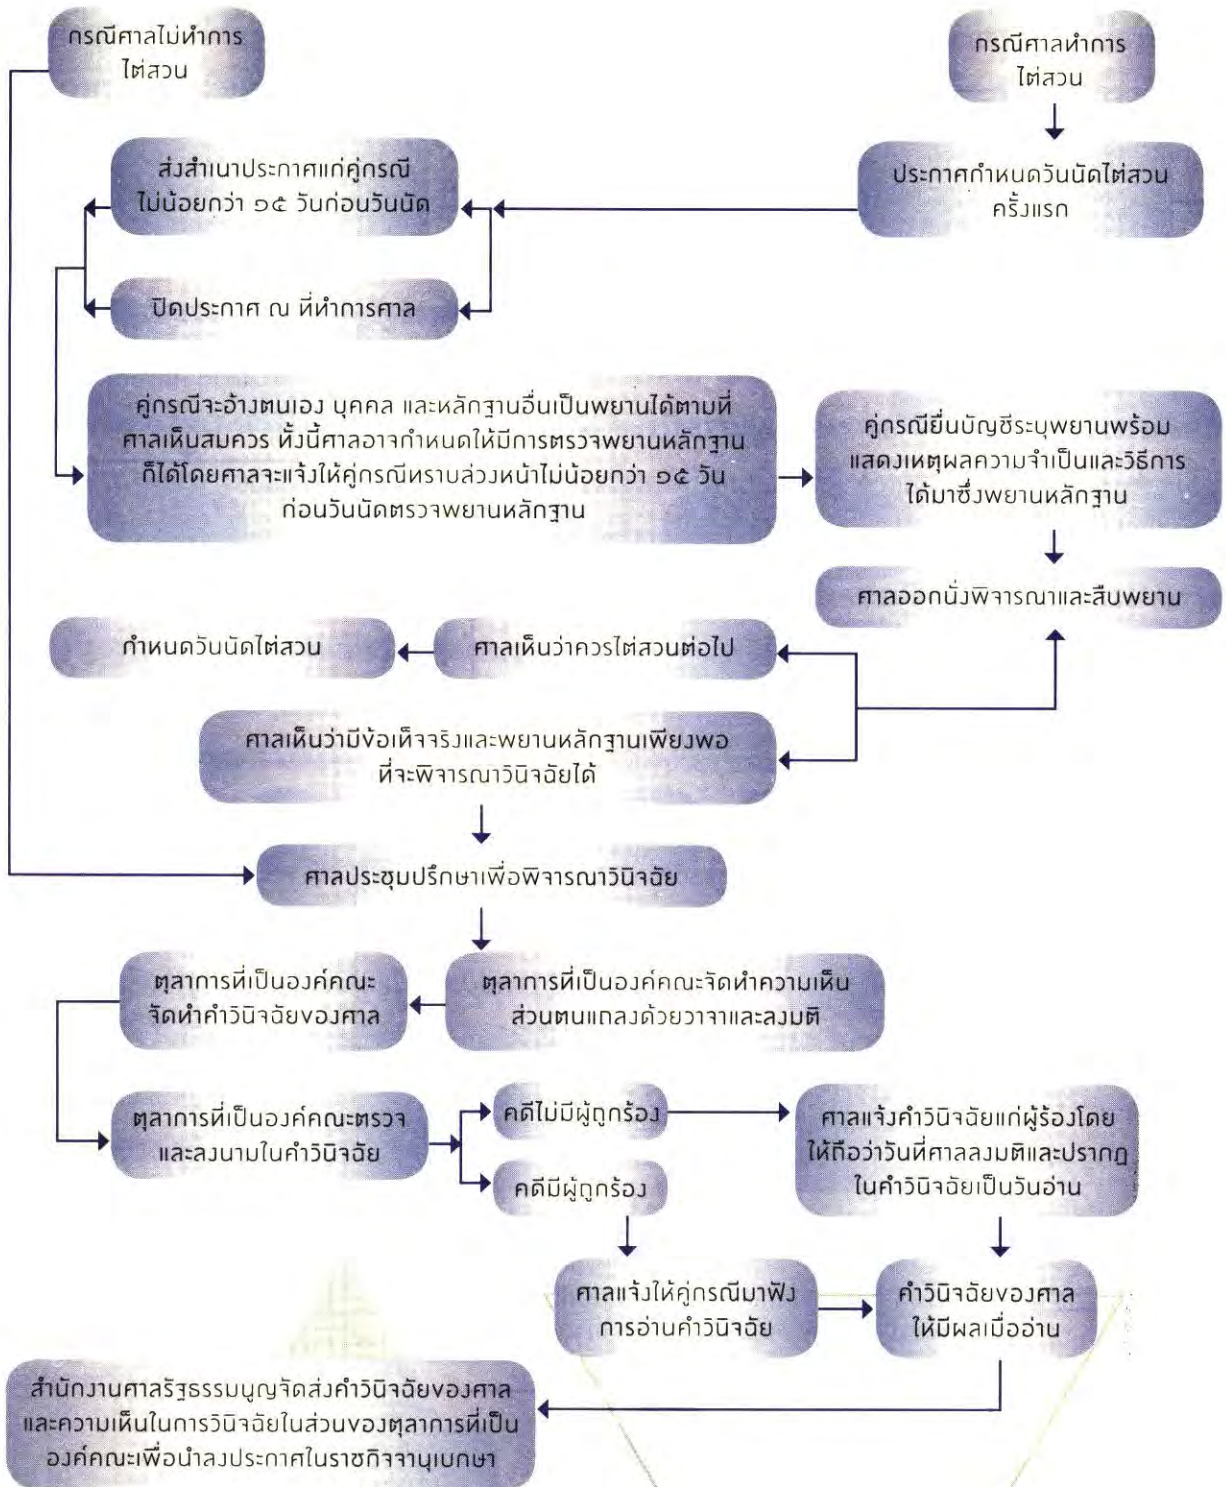 กรณีศาลไม่ทำการ
ไต่สวน
กรณีศาลทำการ
ไต่สวน
ประกาศกำหนดวันนัดไต่สวน
ครั้งแรก
ส่งสำเนาประกาศแก่คู่กรณี
ไม่น้อยกว่า ๑๕ วันก่อนวันนัด
ปิดประกาศ ณ ที่ทำการศาล
คู่กรณีจะอ้างตนเอง บุคคล และหลักฐานอื่นเป็นพยานได้ตามที่
ศาลเห็นสมควร ทั้งนี้ศาลอาจกำหนดให้มีการตรวจพยานหลักฐาน
ก็ได้โดยศาลจะแจ้งให้คู่กรณีทราบล่วงหน้าไม่น้อยกว่า ๑๕ วัน
ก่อนวันนัดตรวจพยานหลักฐาน
คู่กรณียื่นบัญชีระบุพยานพร้อม
แสดงเหตุผลความจำเป็นและวิธีการ
ได้มาซึ่งพยานหลักฐาน
ศาลออกนั่งพิจารณาและสืบพยาน
ศาลเห็นว่าควรไต่สวนต่อไป
กำหนดวันนัดไต่สวน
ศาลเห็นว่ามีข้อเท็จจริงและพยานหลักฐานเพียงพอ
ที่จะพิจารณาวินิจฉัยได้
ศาลประชุมปรึกษาเพื่อพิจารณาวินิจฉัย
ตุลาการที่เป็นองค์คณะจัดทำความเห็น
ส่วนตนแถลงด้วยวาจาและลงมติ
ตุลาการที่เป็นองค์คณะ
จัดทำคำวินิจฉัยของศาล
ตุลาการที่เป็นองค์คณะตรวจ
และลงนามในคำวินิจฉัย
คดีไม่มีผู้ถูกร้อง
คดีมีผู้ถูกร้อง
ศาลแจ้งคำวินิจฉัยแก่ผู้ร้องโดย
ให้ถือว่าวันที่ศาลลงมติและปรากฏ
ในคำวินิจฉัยเป็นวันอ่าน
ศาลแจ้งให้คู่กรณีมาฟัง
การอ่านคำวินิจฉัย
คำวินิจฉัยของศาล
ให้มีผลเมื่ออ่าน
สำนักงานศาลรัฐธรรมนูญจัดส่งคำวินิจฉัยของศาล
และความเห็นในการวินิจฉัยในส่วนของตุลาการที่เป็น
องค์คณะเพื่อนำลงประกาศในราชกิจจานุเบกษา